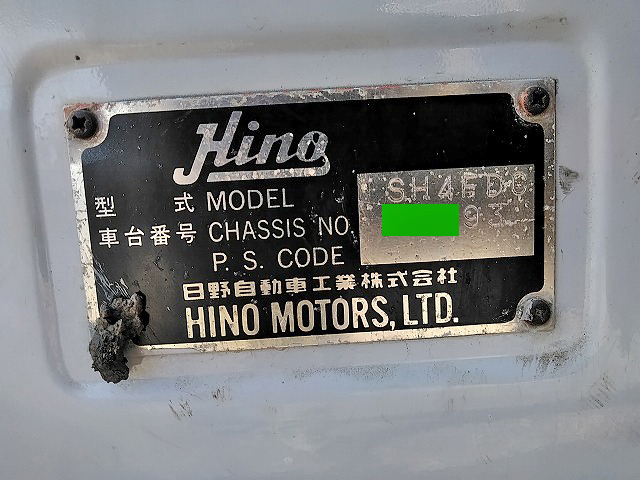 Hino
型 式 MODEL
車台番号 CHASSIS NO
P. S. CODE
日野自動車工業株式会社
HINO MOTORS, LTD.